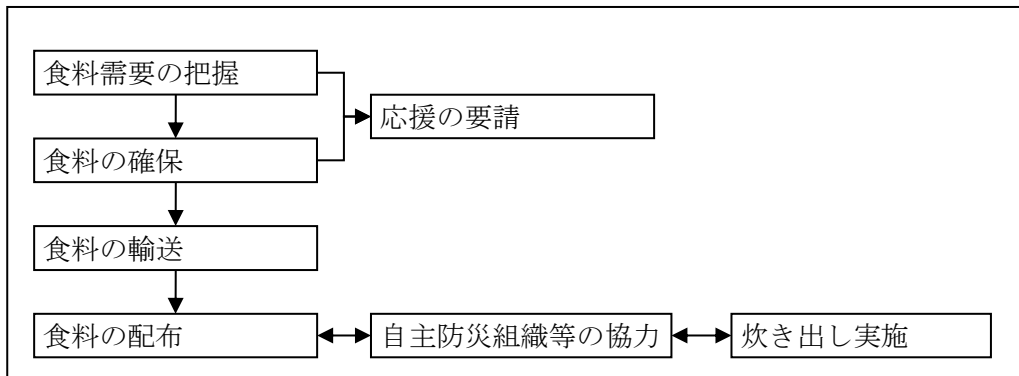 食料需要の把握
応援の要請
食料の確保
食料の輸送
食料の配布
自主防災組織等の協力
炊き出し実施